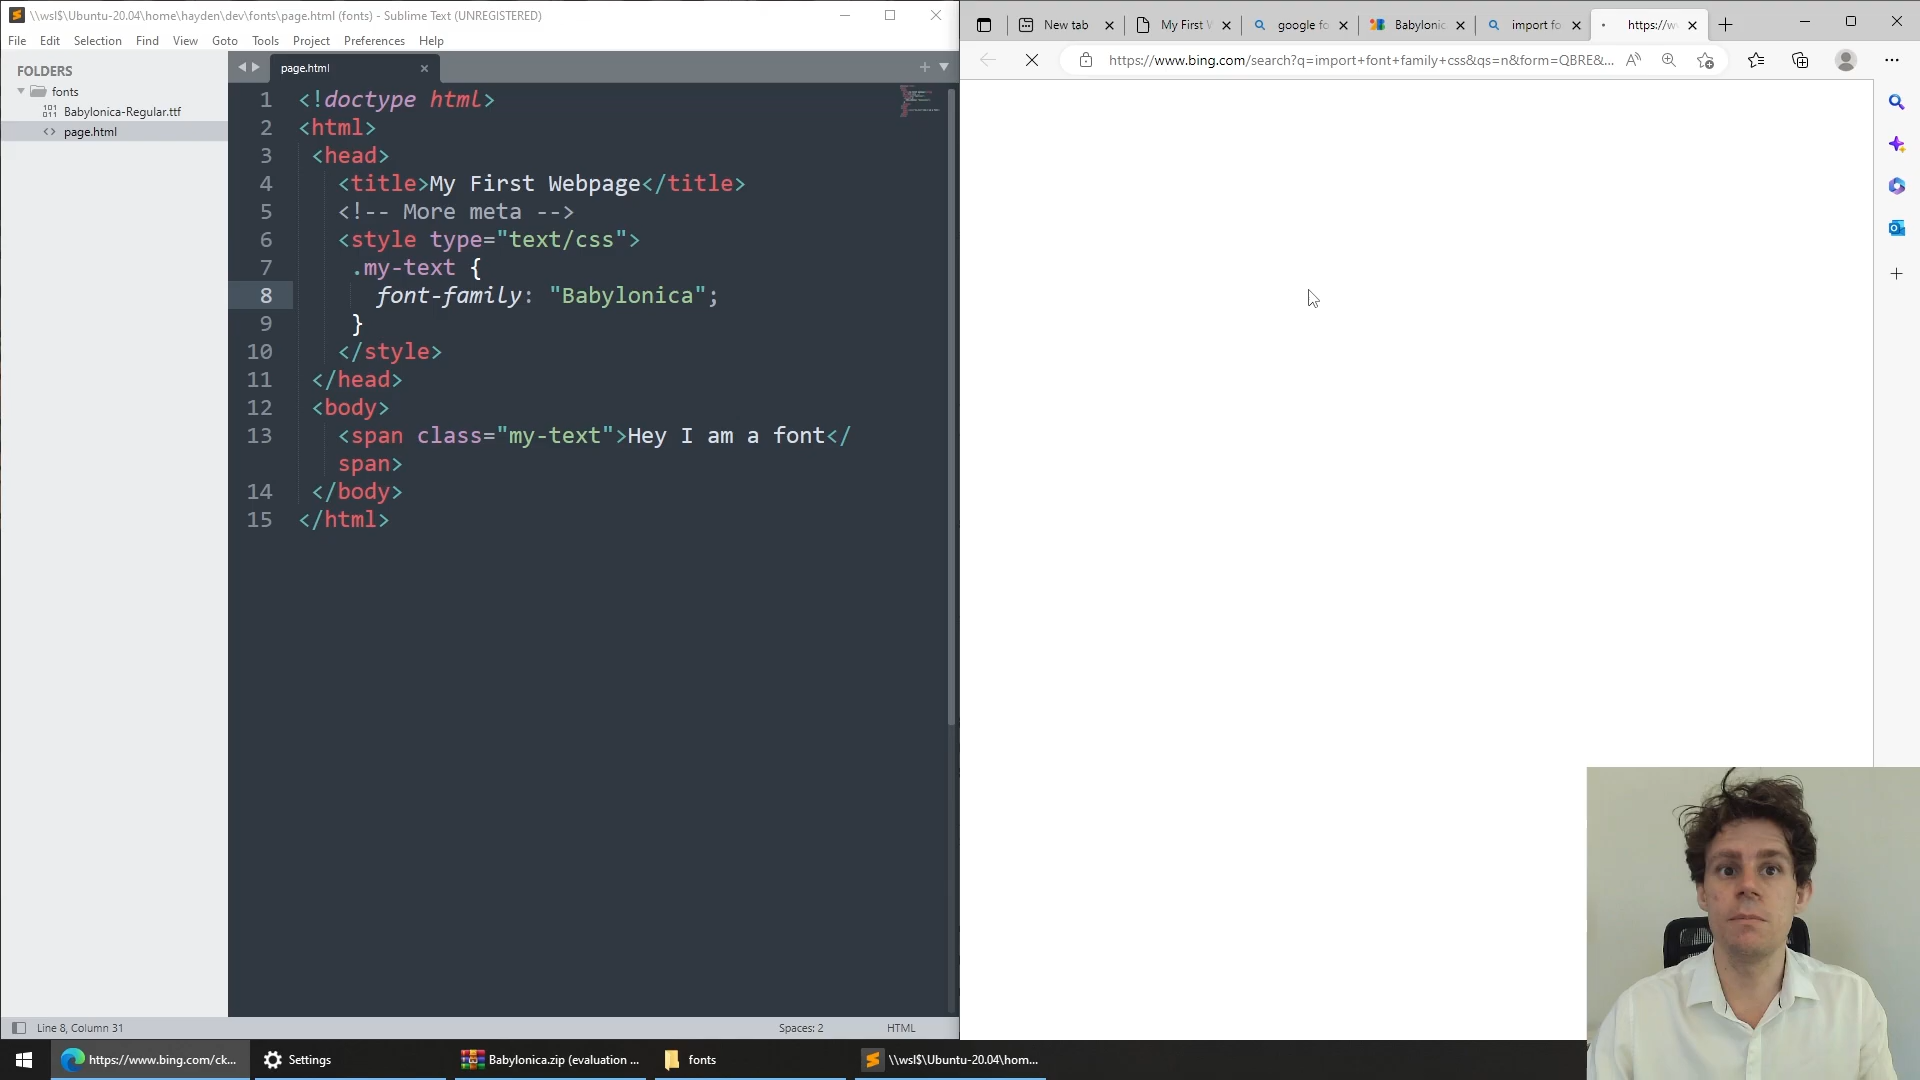 \\wsl$\Ubuntu-20.04\home\hayden\dev\fonts\page.html (fonts) - Sublime Text (UNREGISTERED)
File Edit Selection Find View Goto Tools Project Preferences Help
FOLDERS
fonts
Babylonica-Regular.ttf
page.html
page.html
1 <!doctype html>
2 <html>
3 <head>
4 <title>My First Webpage</title>
5 <!-- More meta -->
6 <style type="text/css">
7 .my-text {
8 font-family: "Babylonica";
9 }
10 </style>
11 </head>
12 <body>
13 <span class="my-text">Hey I am a font</
span>
14 </body>
15 </html>
Line 8, Column 31
Spaces: 2
HTML
New tab
My First W
google fo
Babylonic
import fo
https://w
https://www.bing.com/search?q=import+font+family+css&qs=n&form=QBRE&...
https://www.bing.com/ck...
Settings
Babylonica.zip (evaluation ...
fonts
\\wsl$\Ubuntu-20.04\hom...